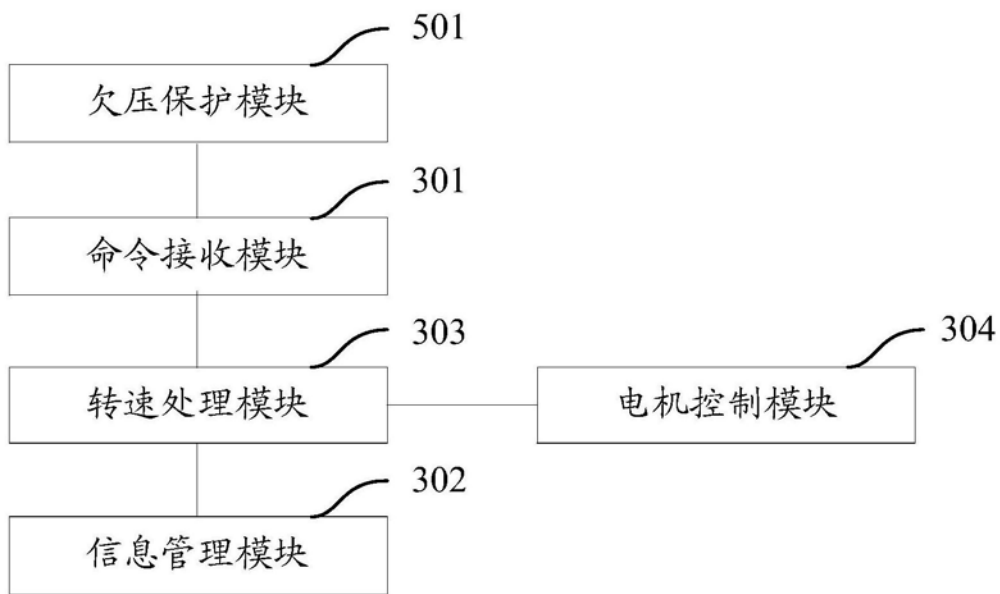 501
欠压保护模块
301
命令接收模块
303
304
转速处理模块
电机控制模块
302
信息管理模块